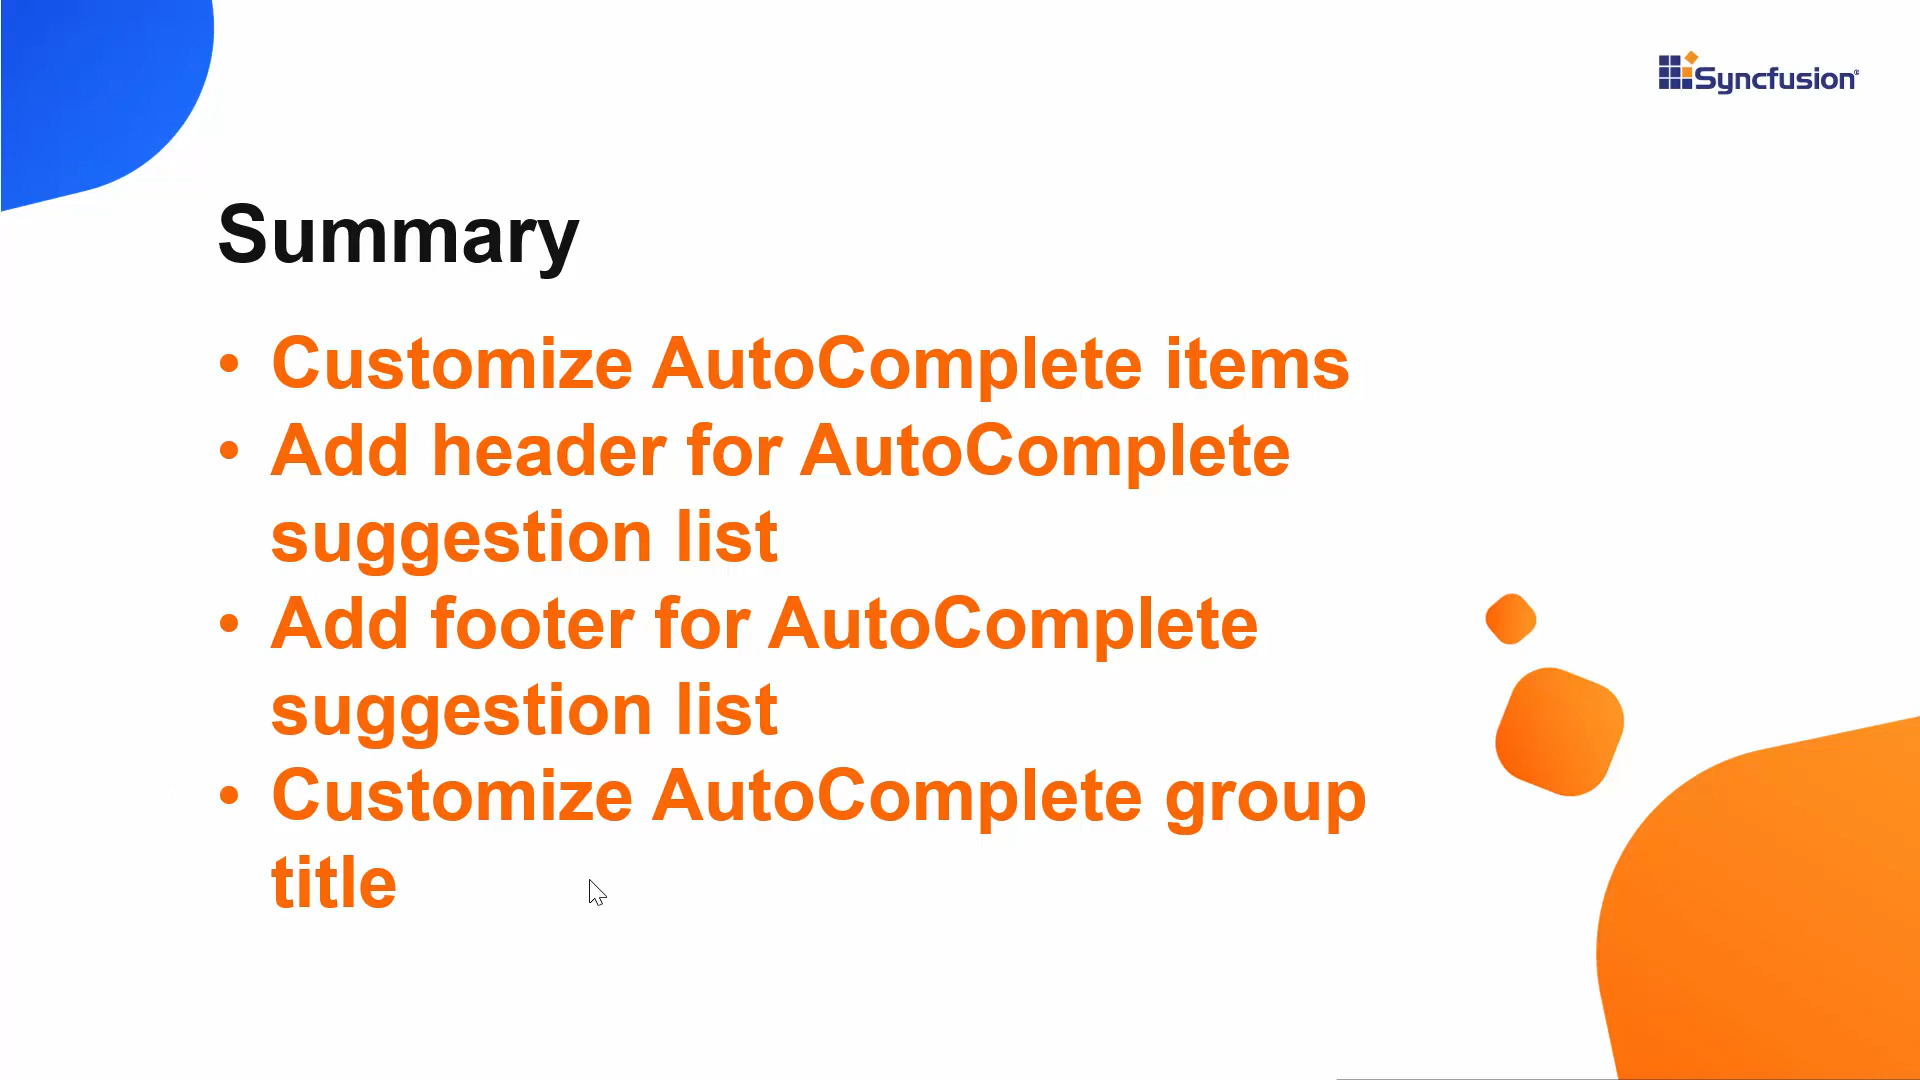 Syncfusion
Summary
• Customize AutoComplete items
• Add header for AutoComplete
suggestion list
• Add footer for AutoComplete
suggestion list
• Customize AutoComplete group
title